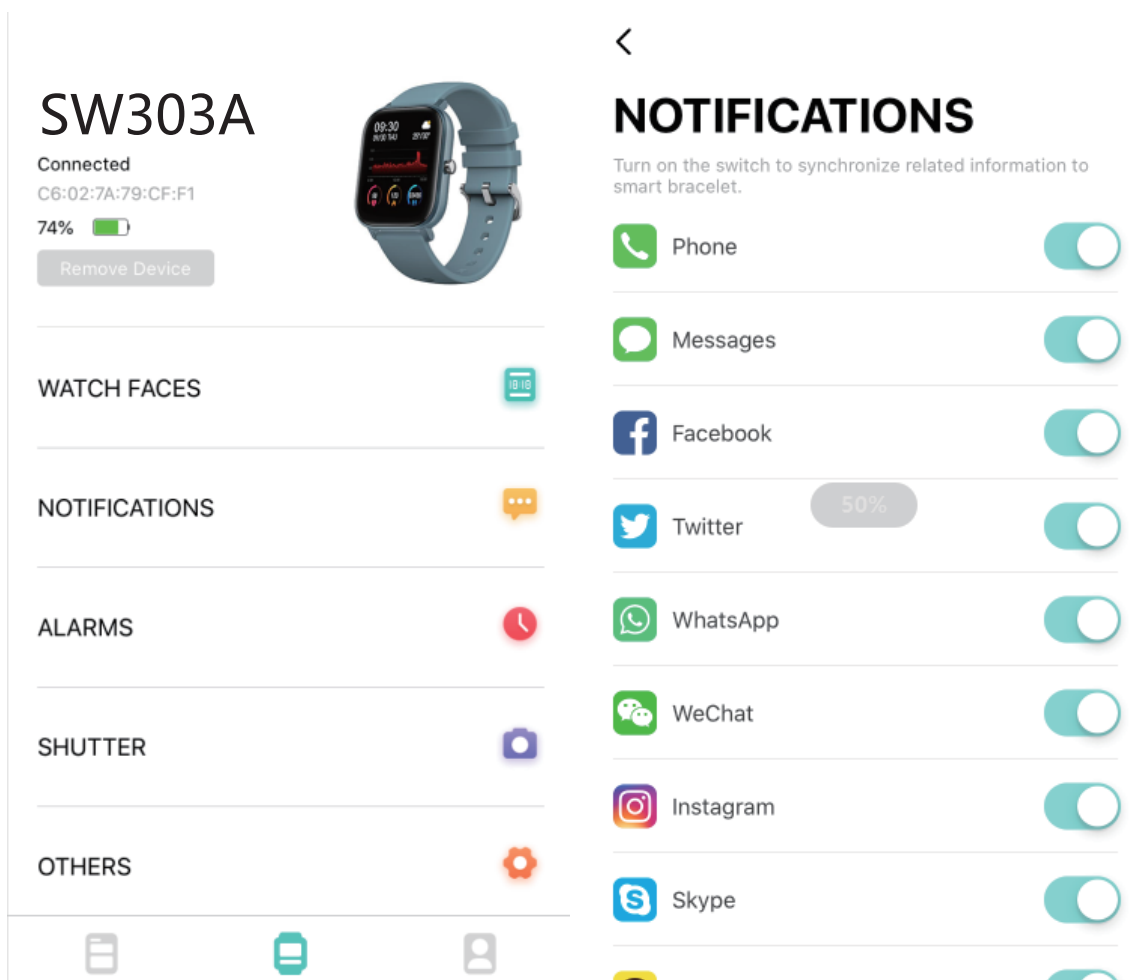 SW303A
Connected
C6:02:7A:79:CF:F1
74%
Remove Device
09:30
WATCH FACES
NOTIFICATIONS
ALARMS
SHUTTER
OTHERS
NOTIFICATIONS
Turn on the switch to synchronize related information to
smart bracelet.
Phone
Messages
Facebook
50%
Twitter
WhatsApp
WeChat
Instagram
Skype